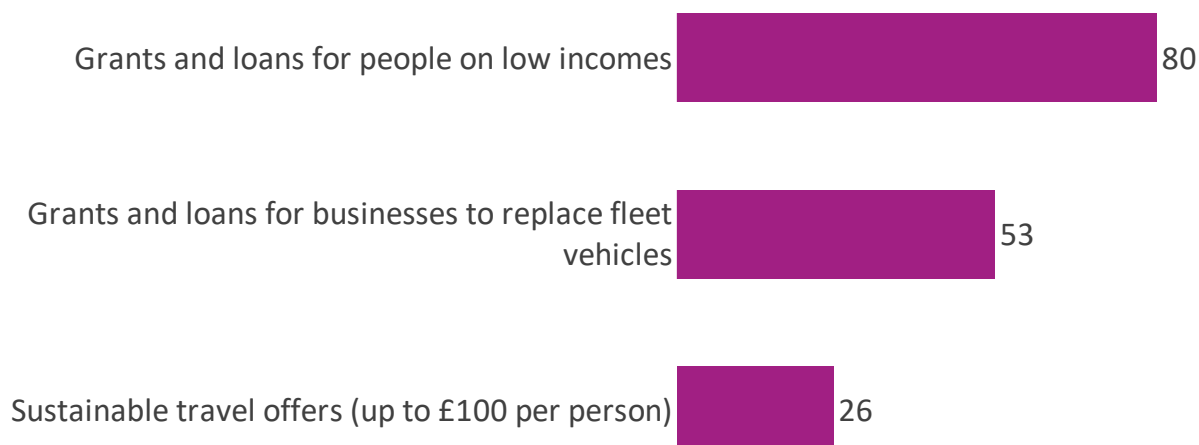 Grants and loans for people on low incomes 80
Grants and loans for businesses to replace fleet
vehicles 53
Sustainable travel offers (up to £100 per person) 26